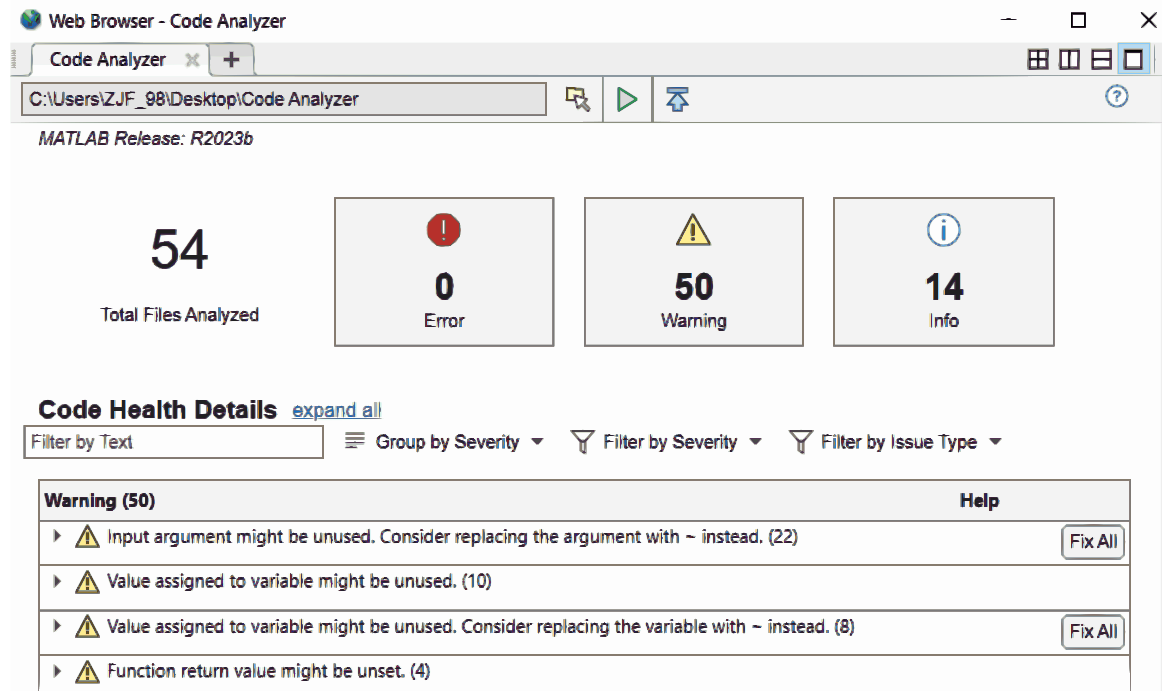 Web Browser - Code Analyzer
Code Analyzer
C:\Users\ZJF_98\Desktop\Code Analyzer
MATLAB Release: R2023b
54
Total Files Analyzed
0
Error
50
Warning
14
Info
Code Health Details expand all
Filter by Text Group by Severity Filter by Severity Filter by Issue Type
Warning (50) Help
Input argument might be unused. Consider replacing the argument with ~ instead. (22) Fix All
Value assigned to variable might be unused. (10)
Value assigned to variable might be unused. Consider replacing the variable with ~ instead. (8) Fix All
Function return value might be unset. (4)